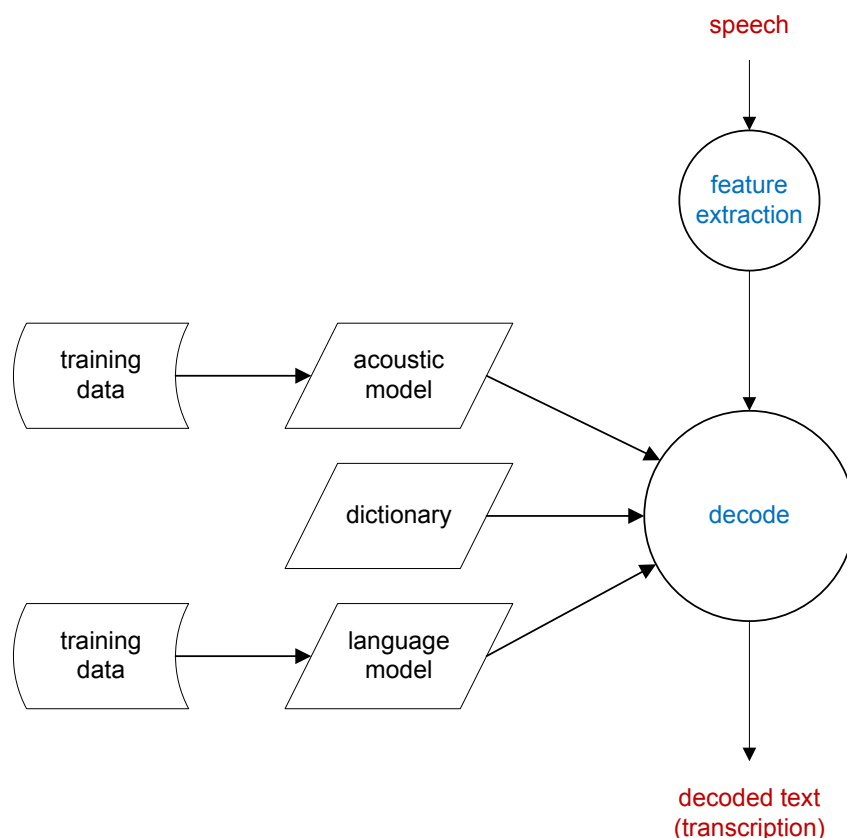 speech
feature
extraction
training
data
acoustic
model
dictionary
decode
training
data
language
model
decoded text
(transcription)